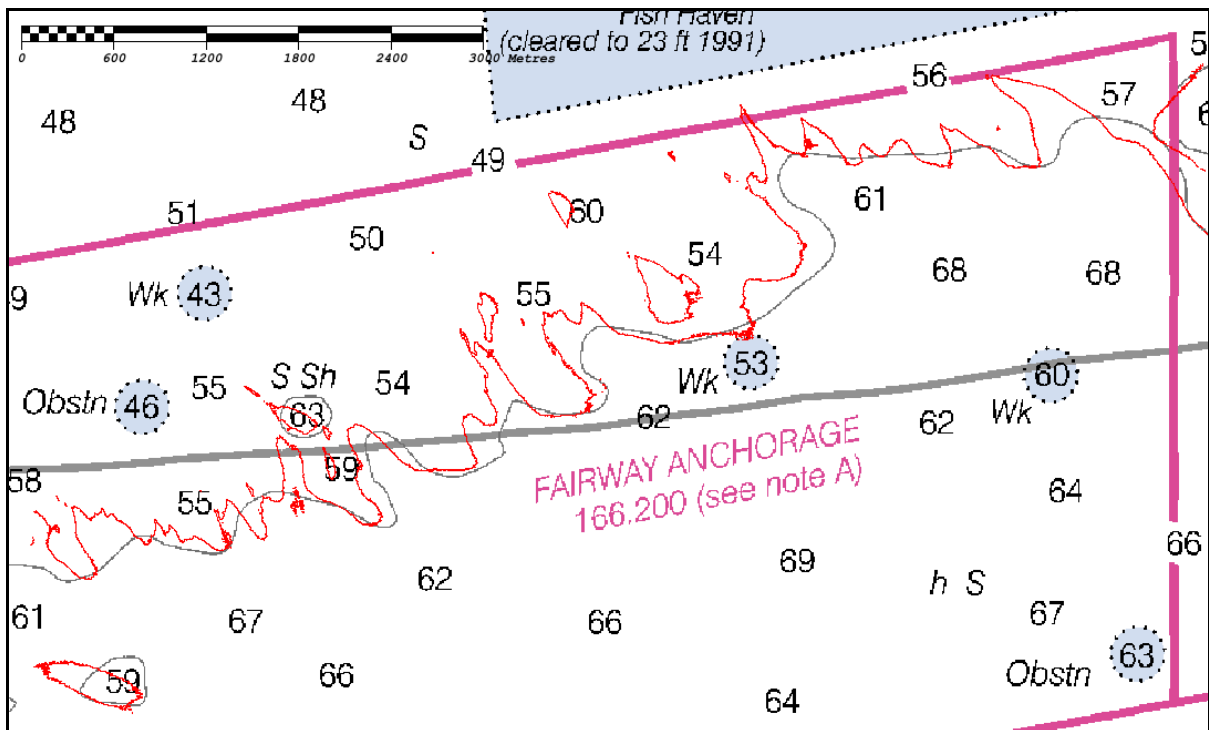 Fish Haven
(cleared to 23 ft 1991)
0 600 1200 1800 2400 3000 Metres
56
57
48
48
S
49
51
50
60
61
54
68
68
9
Wk 43
55
53
Wk
60
Wk
S Sh
63
55
54
Obstn 46
62
62
FAIRWAY ANCHORAGE
166,200 (see note A)
58
59
55
64
66
69
62
h S
61
67
66
67
63
Obstn
59
66
64